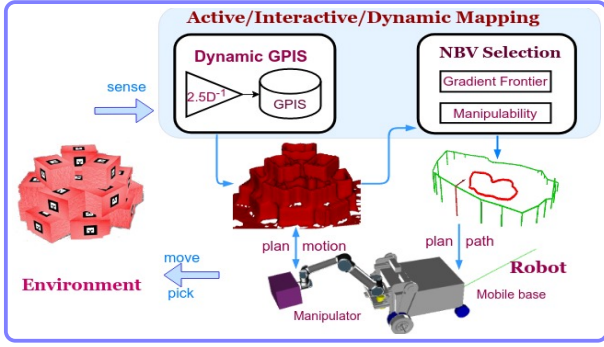 Active/Interactive/Dynamic Mapping
Dynamic GPIS
2.5D⁻¹
GPIS
NBV Selection
Gradient Frontier
Manipulability
sense
plan motion
plan path
move
pick
Environment
Robot
Manipulator
Mobile base